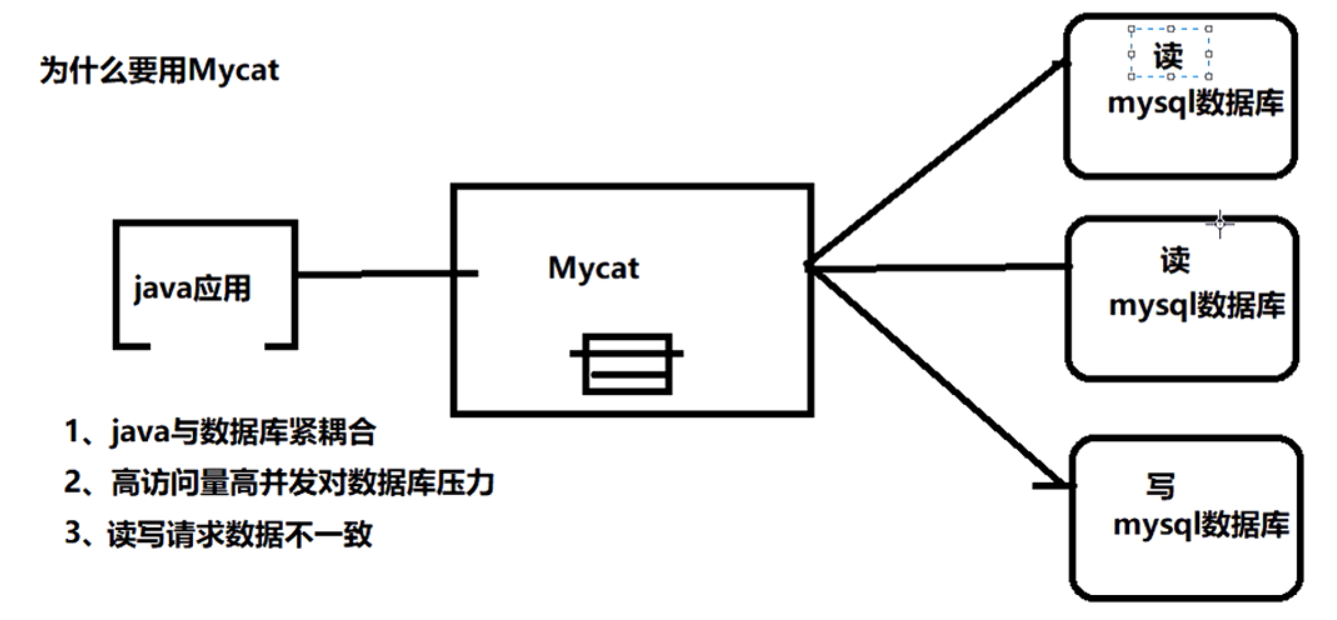 为什么要用Mycat
java应用
Mycat
读
mysql数据库
读
mysql数据库
写
mysql数据库
1、java与数据库紧耦合
2、高访问量高并发对数据库压力
3、读写请求数据不一致